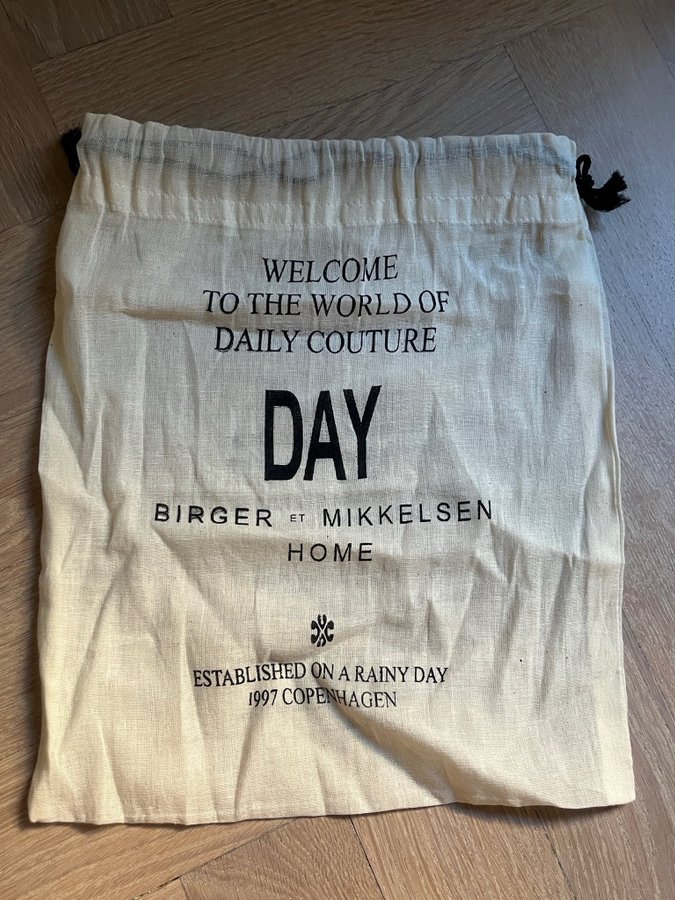 WELCOME
TO THE WORLD OF
DAILY COUTURE
DAY
BIRGER ET MIKKELSEN
HOME
ESTABLISHED ON A RAINY DAY
1997 COPENHAGEN